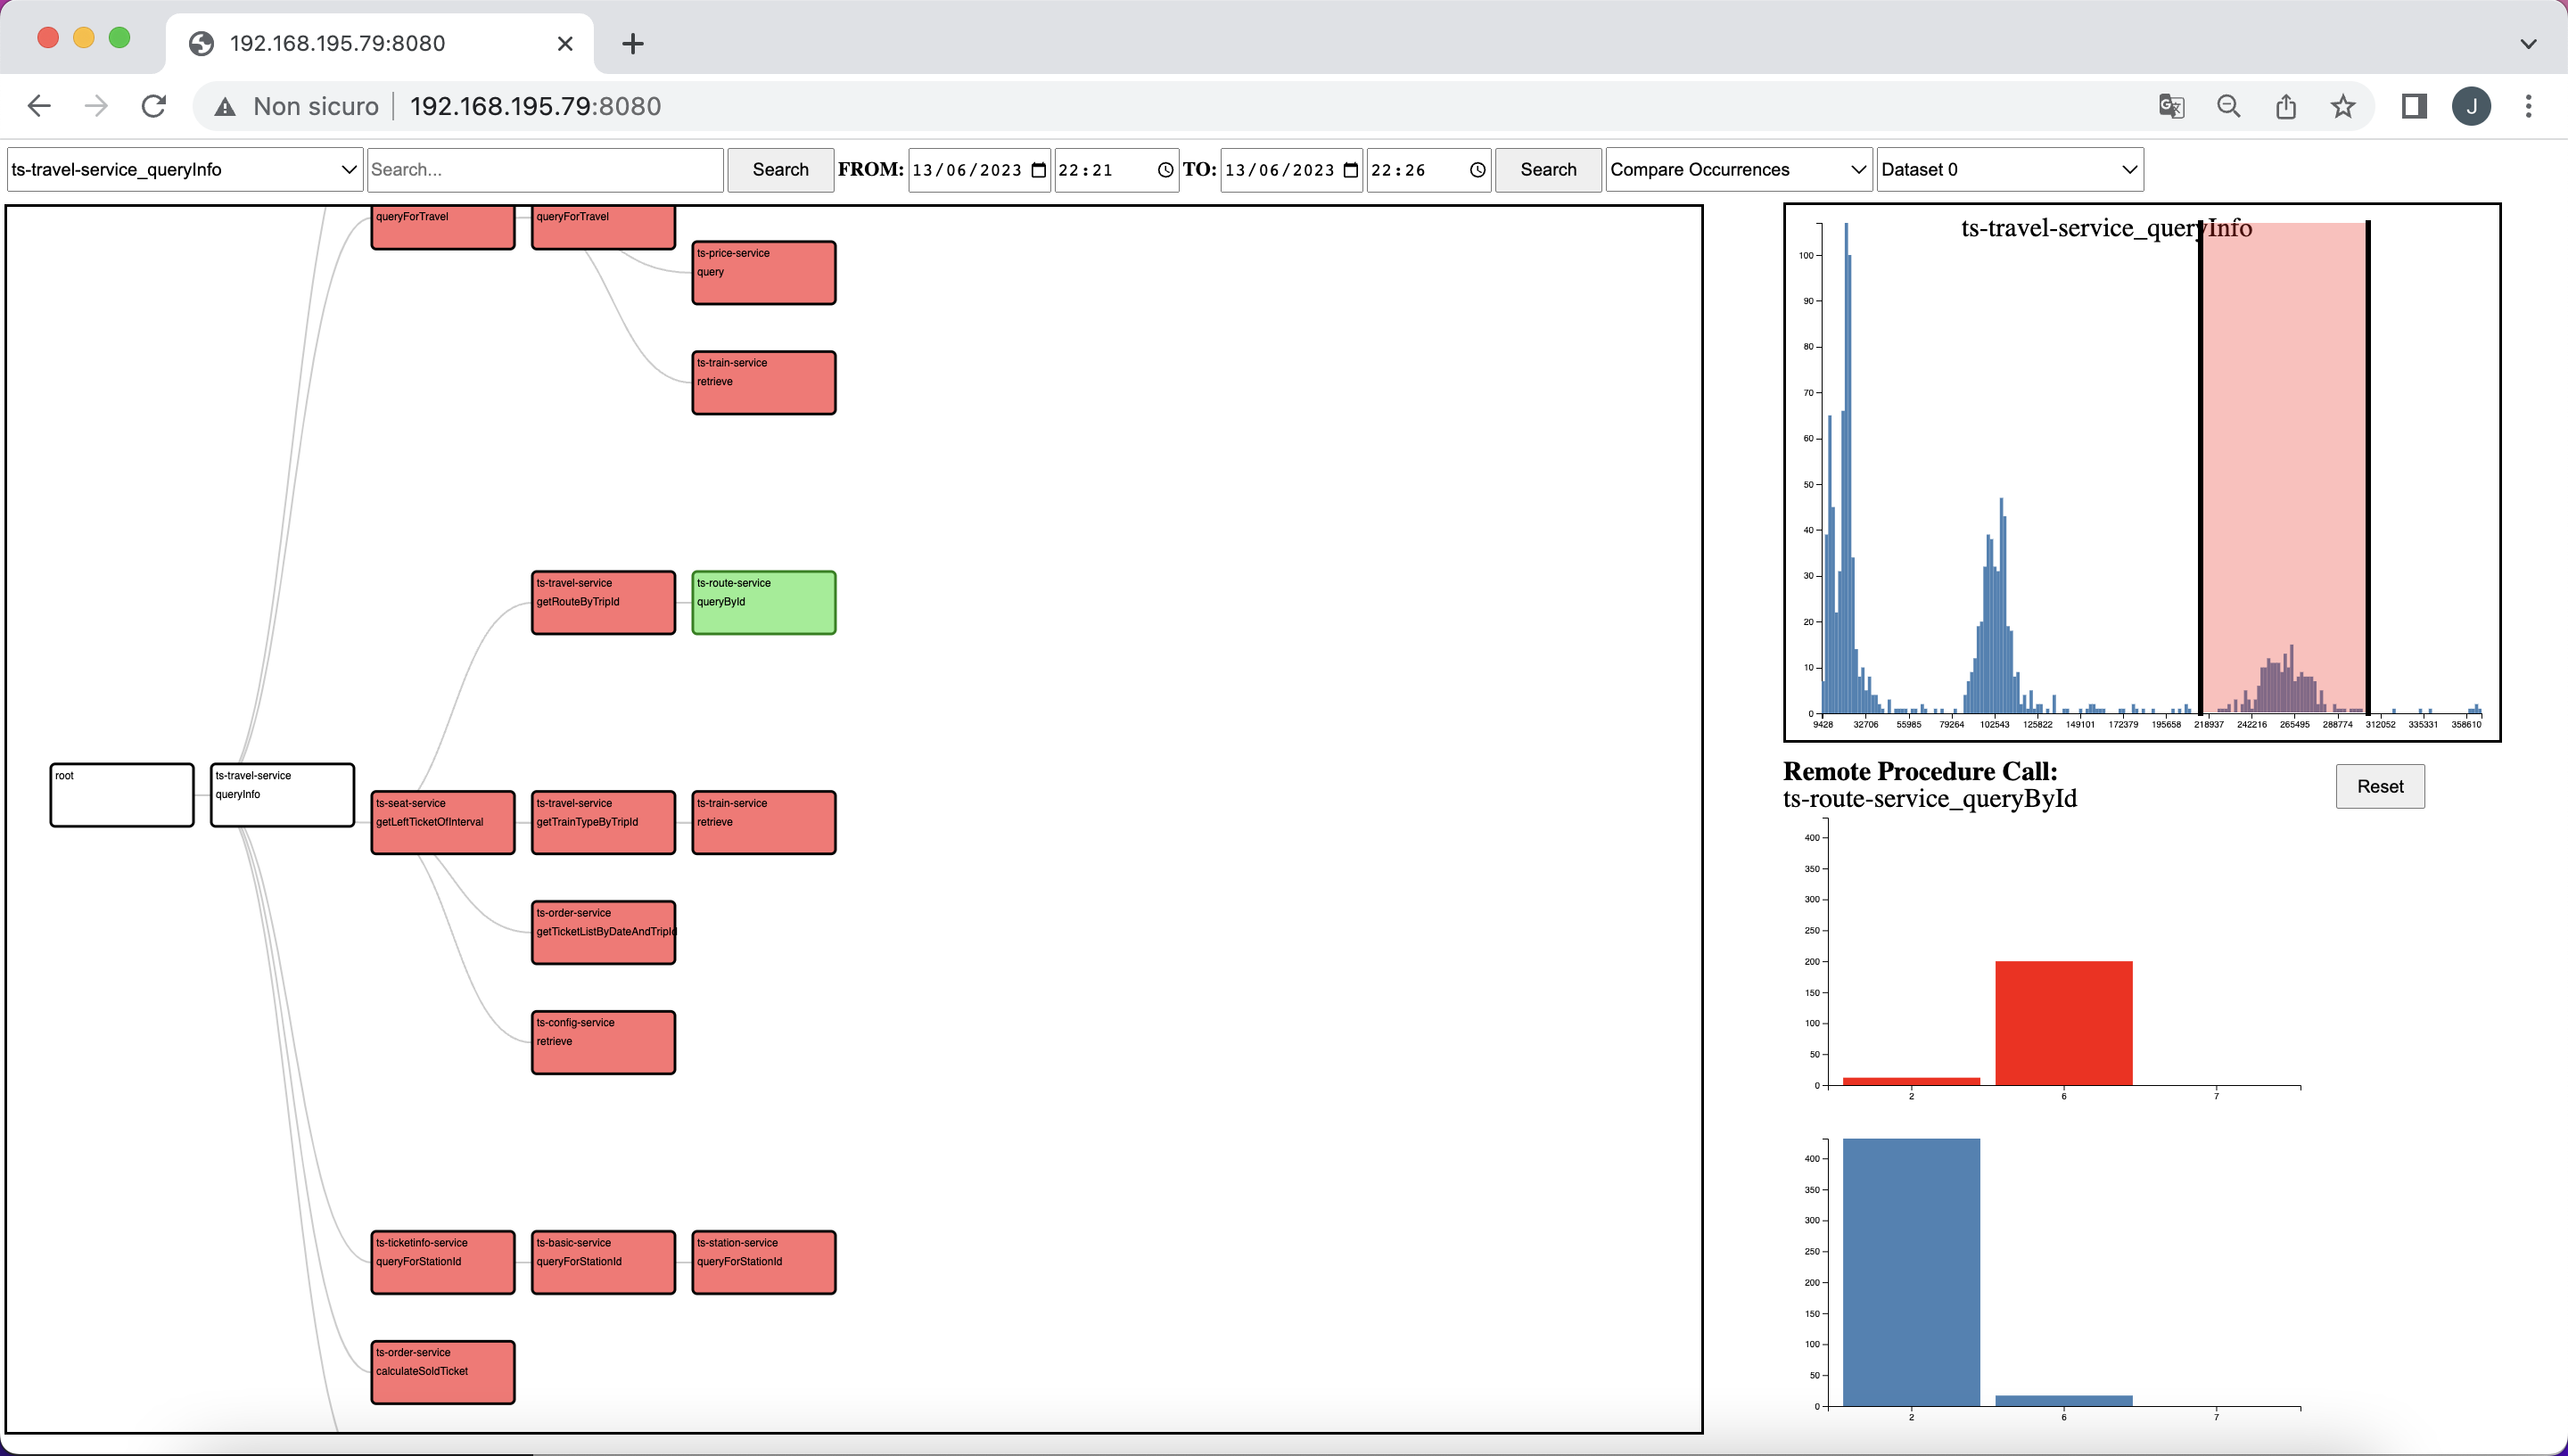 192.168.195.79:8080
Non sicuro 192.168.195.79:8080
J
ts-travel-service_queryInfo Search... Search FROM: 13/06/2023 22:21 TO: 13/06/2023 22:26 Search Compare Occurrences Dataset 0
queryForTravel
queryForTravel
ts-price-service
query
ts-train-service
retrieve
ts-travel-service
getRouteByTripId
ts-route-service
queryById
root
ts-travel-service
queryInfo
ts-seat-service
getLeftTicketOfInterval
ts-travel-service
getTrainTypeByTripId
ts-train-service
retrieve
ts-order-service
getTicketListByDateAndTripId
ts-config-service
retrieve
ts-ticketinfo-service
queryForStationId
ts-basic-service
queryForStationId
ts-station-service
queryForStationId
ts-order-service
calculateSoldTicket
ts-travel-service_queryInfo
100
90
80
70
60
50
40
30
20
10
0
9428 32706 55985 79264 102543 125822 149101 172379 195658 218937 242216 265495 288774 312052 335331 358610
Remote Procedure Call:
ts-route-service_queryById
Reset
400
350
300
250
200
150
100
50
0
2 6 7
400
350
300
250
200
150
100
50
0
2 6 7